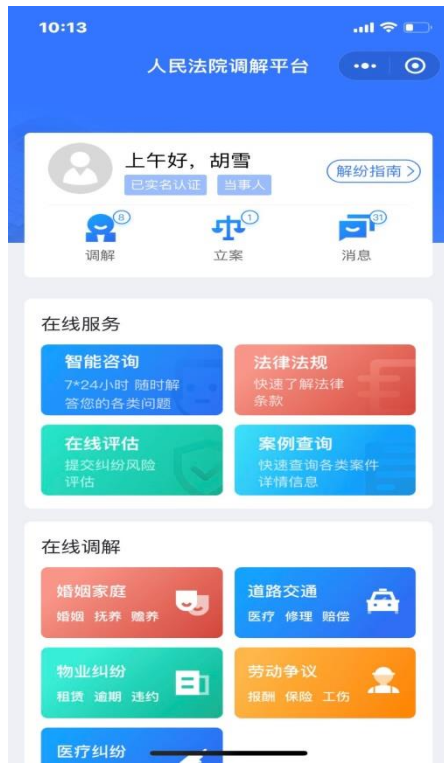 10:13
人民法院调解平台
上午好，胡雪
已实名认证 当事人
解纷指南 >
8 1 31
调解 立案 消息
在线服务
智能咨询
7*24小时 随时解
答您的各类问题
法律法规
快速了解法律
条款
在线评估
提交纠纷风险
评估
案例查询
快速查询各类案件
详情信息
在线调解
婚姻家庭
婚姻 抚养 赡养
道路交通
医疗 修理 赔偿
物业纠纷
租赁 逾期 违约
劳动争议
报酬 保险 工伤
医疗纠纷